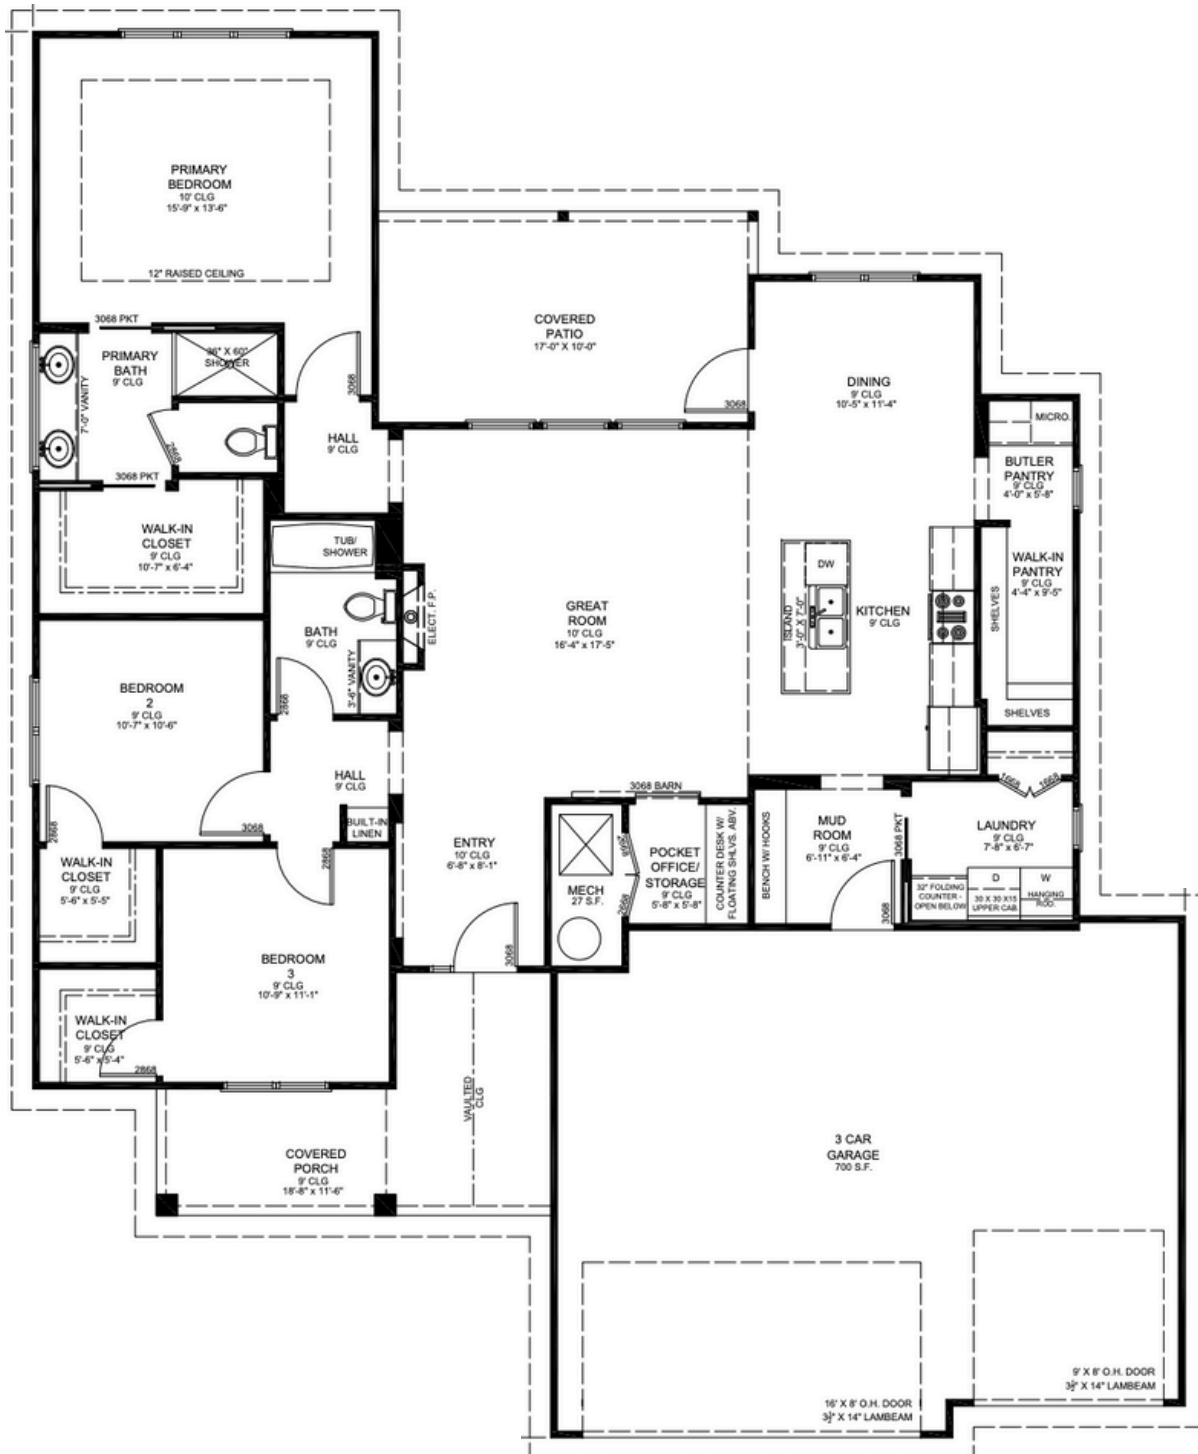 PRIMARY
BEDROOM
10' CLG
15'-9" x 13'-6"
12" RAISED CEILING
3068 PKT
PRIMARY
BATH
9' CLG
7'-0" VANITY
36" X 60"
SHOWER
3068
2868
3068 PKT
HALL
9' CLG
COVERED
PATIO
17'-0" X 10'-0"
3068
DINING
9' CLG
10'-5" x 11'-4"
MICRO.
BUTLER
PANTRY
9' CLG
4'-0" x 5'-8"
WALK-IN
CLOSET
9' CLG
10'-7" x 6'-4"
TUB/
SHOWER
BATH
9' CLG
3'-6" VANITY
2868
ELECT. F.P.
GREAT
ROOM
10' CLG
16'-4" x 17'-5"
DW
ISLAND
3'-0" X 7'-0"
KITCHEN
9' CLG
WALK-IN
PANTRY
9' CLG
4'-4" x 9'-5"
SHELVES
SHELVES
BEDROOM
2
9' CLG
10'-7" x 10'-6"
2868
3068
HALL
9' CLG
BUILT-IN
LINEN
2868
WALK-IN
CLOSET
9' CLG
5'-6" x 5'-5"
ENTRY
10' CLG
6'-8" x 8'-1"
3068
3068 BARN
MECH
27 S.F.
2668
2668
POCKET
OFFICE/
STORAGE
9' CLG
5'-8" x 5'-8"
COUNTER DESK W/
FLOATING SHLVS. ABV.
BENCH W/ HOOKS
MUD
ROOM
9' CLG
6'-11" x 6'-4"
3068 PKT
3068
1668
1668
LAUNDRY
9' CLG
7'-8" x 6'-7"
32" FOLDING
COUNTER -
OPEN BELOW
D
30 X 30 X15
UPPER CAB.
W
HANGING
ROD.
BEDROOM
3
9' CLG
10'-9" x 11'-1"
WALK-IN
CLOSET
9' CLG
5'-6" x 5'-4"
2868
VAULTED
CLG
COVERED
PORCH
9' CLG
18'-8" x 11'-6"
3 CAR
GARAGE
700 S.F.
9' X 8' O.H. DOOR
3½" X 14" LAMBEAM
16' X 8' O.H. DOOR
3½" X 14" LAMBEAM